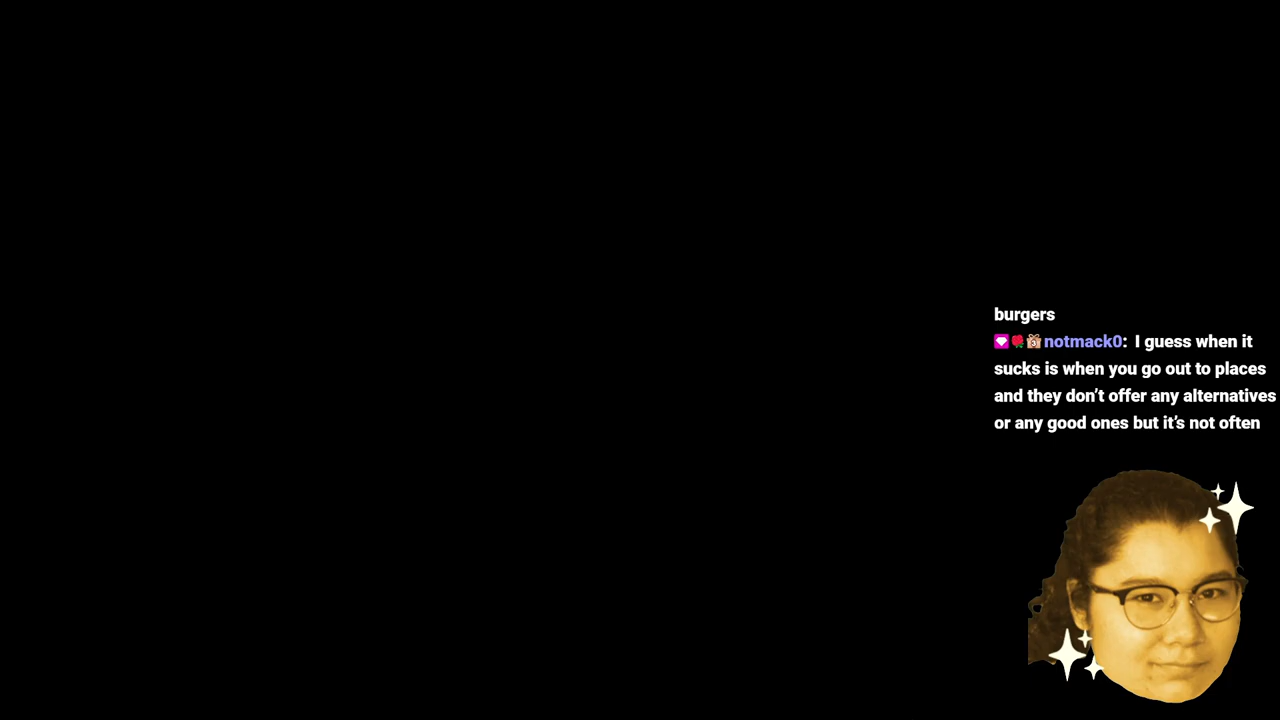 burgers
notmack0: I guess when it
sucks is when you go out to places
and they don’t offer any alternatives
or any good ones but it’s not often